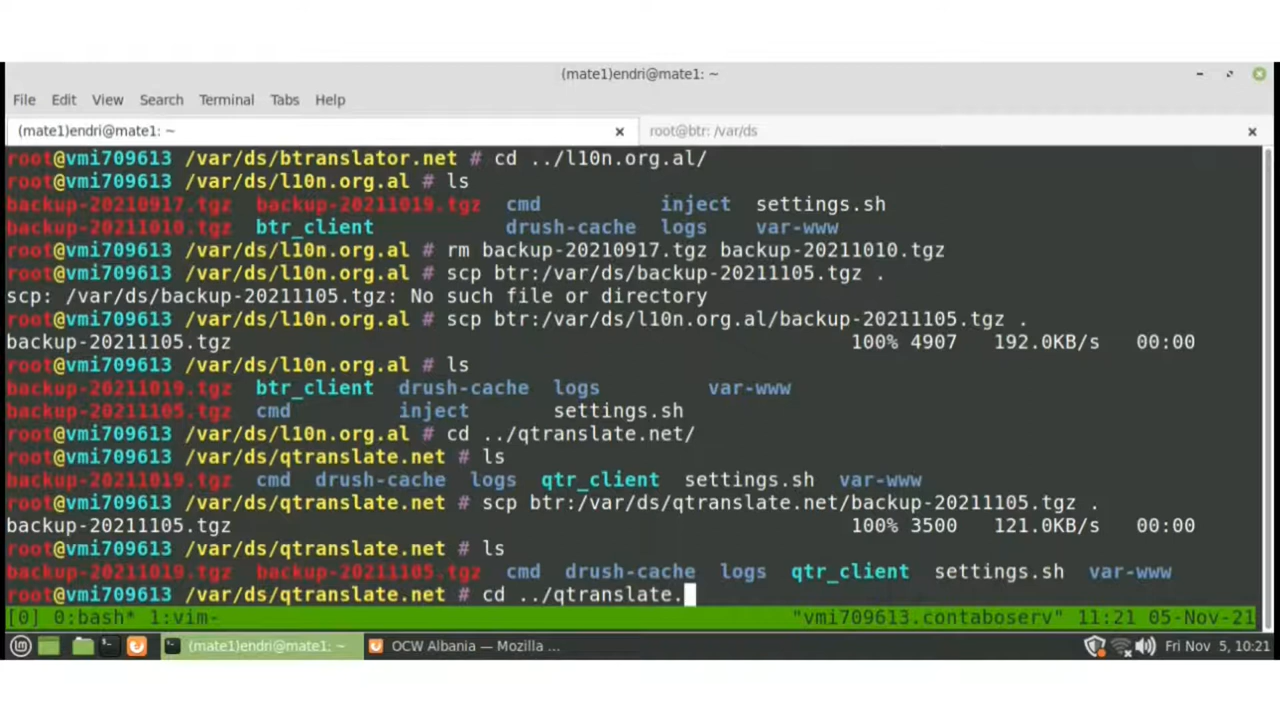 (mate1)endri@mate1: ~
File Edit View Search Terminal Tabs Help
(mate1)endri@mate1: ~ × root@btr: /var/ds ×
root@vmi709613 /var/ds/btranslator.net # cd ../l10n.org.al/
root@vmi709613 /var/ds/l10n.org.al # ls
backup-20210917.tgz backup-20211019.tgz cmd inject settings.sh
backup-20211010.tgz btr_client drush-cache logs var-www
root@vmi709613 /var/ds/l10n.org.al # rm backup-20210917.tgz backup-20211010.tgz
root@vmi709613 /var/ds/l10n.org.al # scp btr:/var/ds/backup-20211105.tgz .
scp: /var/ds/backup-20211105.tgz: No such file or directory
root@vmi709613 /var/ds/l10n.org.al # scp btr:/var/ds/l10n.org.al/backup-20211105.tgz .
backup-20211105.tgz 100% 4907 192.0KB/s 00:00
root@vmi709613 /var/ds/l10n.org.al # ls
backup-20211019.tgz btr_client drush-cache logs var-www
backup-20211105.tgz cmd inject settings.sh
root@vmi709613 /var/ds/l10n.org.al # cd ../qtranslate.net/
root@vmi709613 /var/ds/qtranslate.net # ls
backup-20211019.tgz cmd drush-cache logs qtr_client settings.sh var-www
root@vmi709613 /var/ds/qtranslate.net # scp btr:/var/ds/qtranslate.net/backup-20211105.tgz .
backup-20211105.tgz 100% 3500 121.0KB/s 00:00
root@vmi709613 /var/ds/qtranslate.net # ls
backup-20211019.tgz backup-20211105.tgz cmd drush-cache logs qtr_client settings.sh var-www
root@vmi709613 /var/ds/qtranslate.net # cd ../qtranslate.
[0] 0:bash* 1:vim- "vmi709613.contaboserv" 11:21 05-Nov-21
(mate1)endri@mate1: ~ OCW Albania — Mozilla ... Fri Nov 5, 10:21